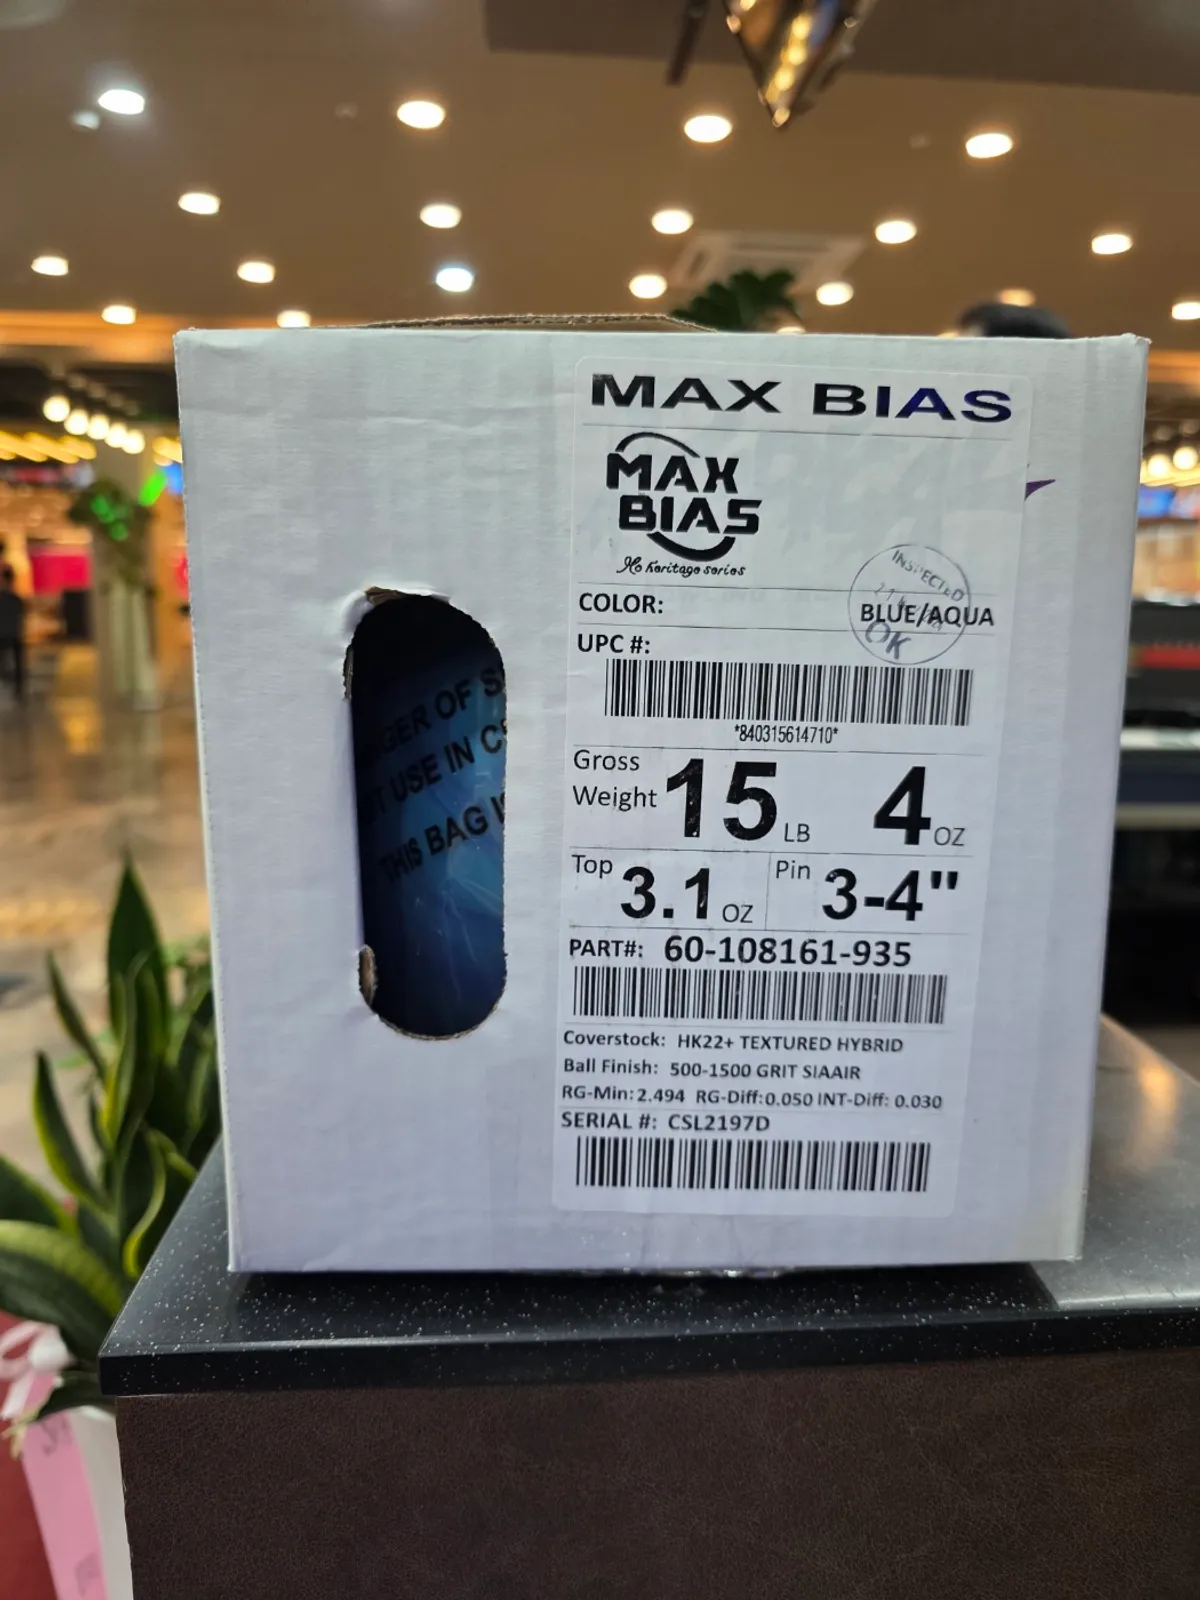 MAX BIAS
MAX
BIAS
Ho heritage series
INSPECTED
COLOR: BLUE/AQUA
OK
UPC #:
*840315614710*
Gross Weight 15 LB 4 OZ
Top 3.1 OZ Pin 3-4"
PART#: 60-108161-935
Coverstock: HK22+ TEXTURED HYBRID
Ball Finish: 500-1500 GRIT SIAAIR
RG-Min: 2.494 RG-Diff: 0.050 INT-Diff: 0.030
SERIAL #: CSL2197D
GER OF S
T USE IN C
THIS BAG I